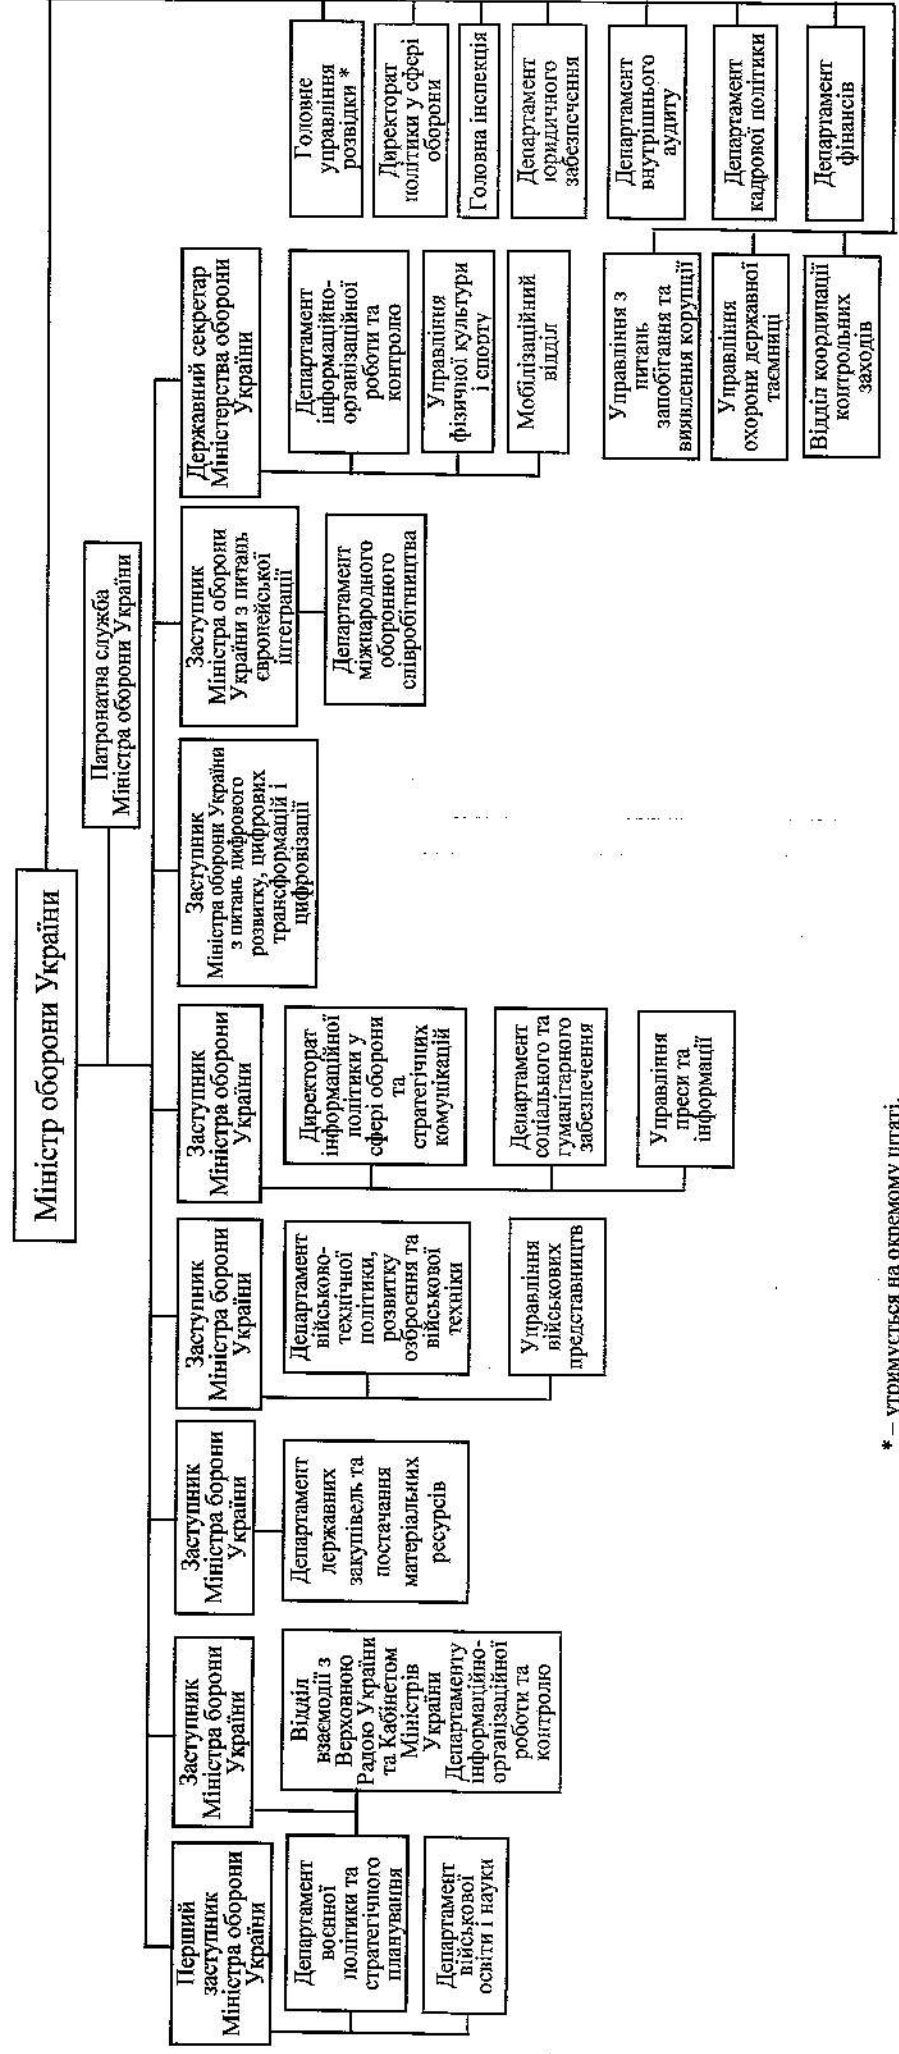 Міністр оборони України
Патронатна служба
Міністра оборони України
Перший
заступник
Міністра оборони
України
Департамент
воєнної
політики та
стратегічного
планування
Департамент
військової
освіти і науки
Заступник
Міністра борони
України
Відділ
взаємодії з
Верховною
Радою України
та Кабінетом
Міністрів
України
Департаменту
інформаційно-
організаційної
роботи та
контролю
Заступник
Міністра борони
України
Департамент
державних
закупівель та
постачання
матеріальних
ресурсів
Заступник
Міністра борони
України
Департамент
військово-
технічної
політики,
розвитку
озброєння та
військової
техніки
Управління
військових
представництв
Заступник
Міністра оборони
України
Директорат
інформаційної
політики у
сфері оборони
та
стратегічних
комунікацій
Департамент
соціального та
гуманітарного
забезпечення
Управління
преси та
інформації
Заступник
Міністра оборони України
з питань цифрового
розвитку, цифрових
трансформацій і
цифровізації
Заступник
Міністра оборони
України з питань
європейської
інтеграції
Департамент
міжнародного
оборонного
співробітництва
Державний секретар
Міністерства оборони
України
Департамент
інформаційно-
організаційної
роботи та
контролю
Управління
фізичної культури
і спорту
Мобілізаційний
відділ
Головне
управління
розвідки *
Директорат
політики у сфері
оборони
Головна інспекція
Департамент
юридичного
забезпечення
Департамент
внутрішнього
аудиту
Департамент
кадрової політики
Департамент
фінансів
Управління з
питань
запобігання та
виявлення корупції
Управління
охорони державної
таємниці
Відділ координації
контрольних
заходів
* – утримується на окремому штаті.